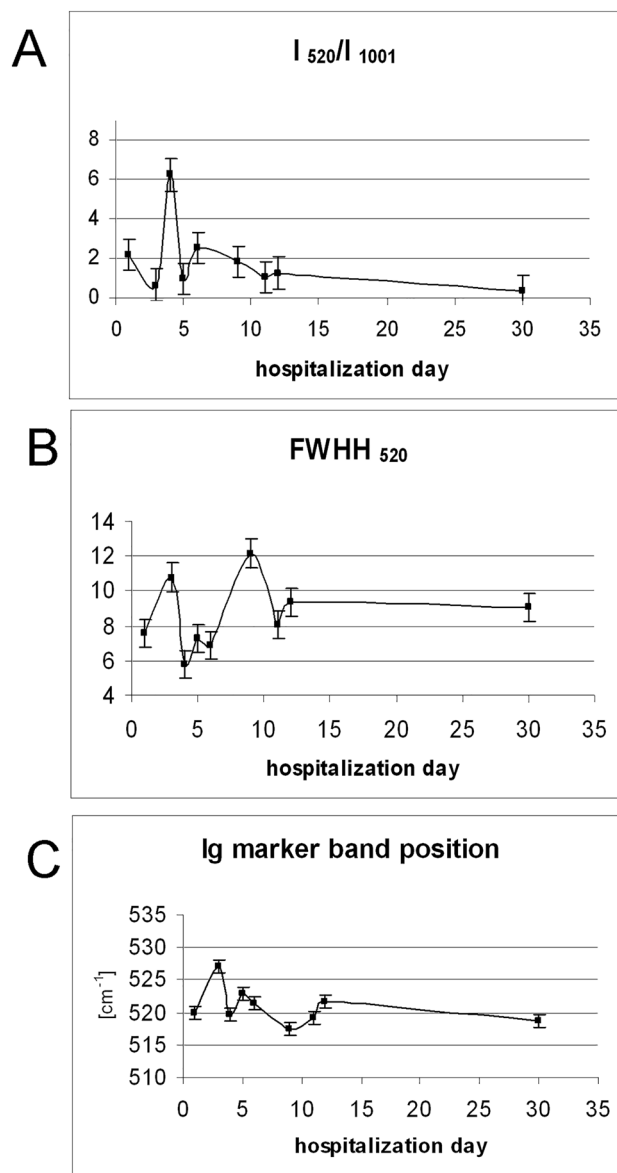 A
I 520/I 1001
8
6
4
2
0
0 5 10 15 20 25 30 35
hospitalization day
B
FWHH 520
14
12
10
8
6
4
0 5 10 15 20 25 30 35
hospitalization day
C
Ig marker band position
[cm-1]
535
530
525
520
515
510
0 5 10 15 20 25 30 35
hospitalization day